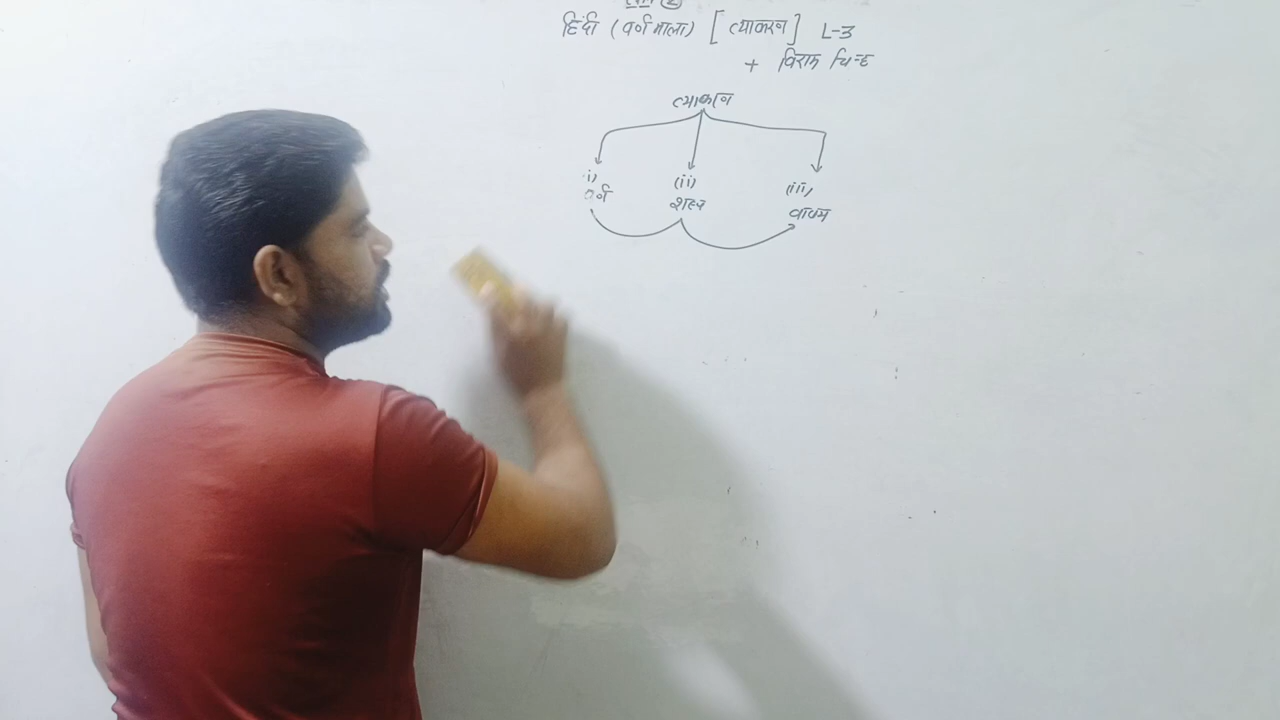 हिंदी (वर्णमाला) [व्याकरण] L-3
+ विराम चिन्ह
व्याकरण
i) (ii) (iii)
वर्ण शब्द वाक्य